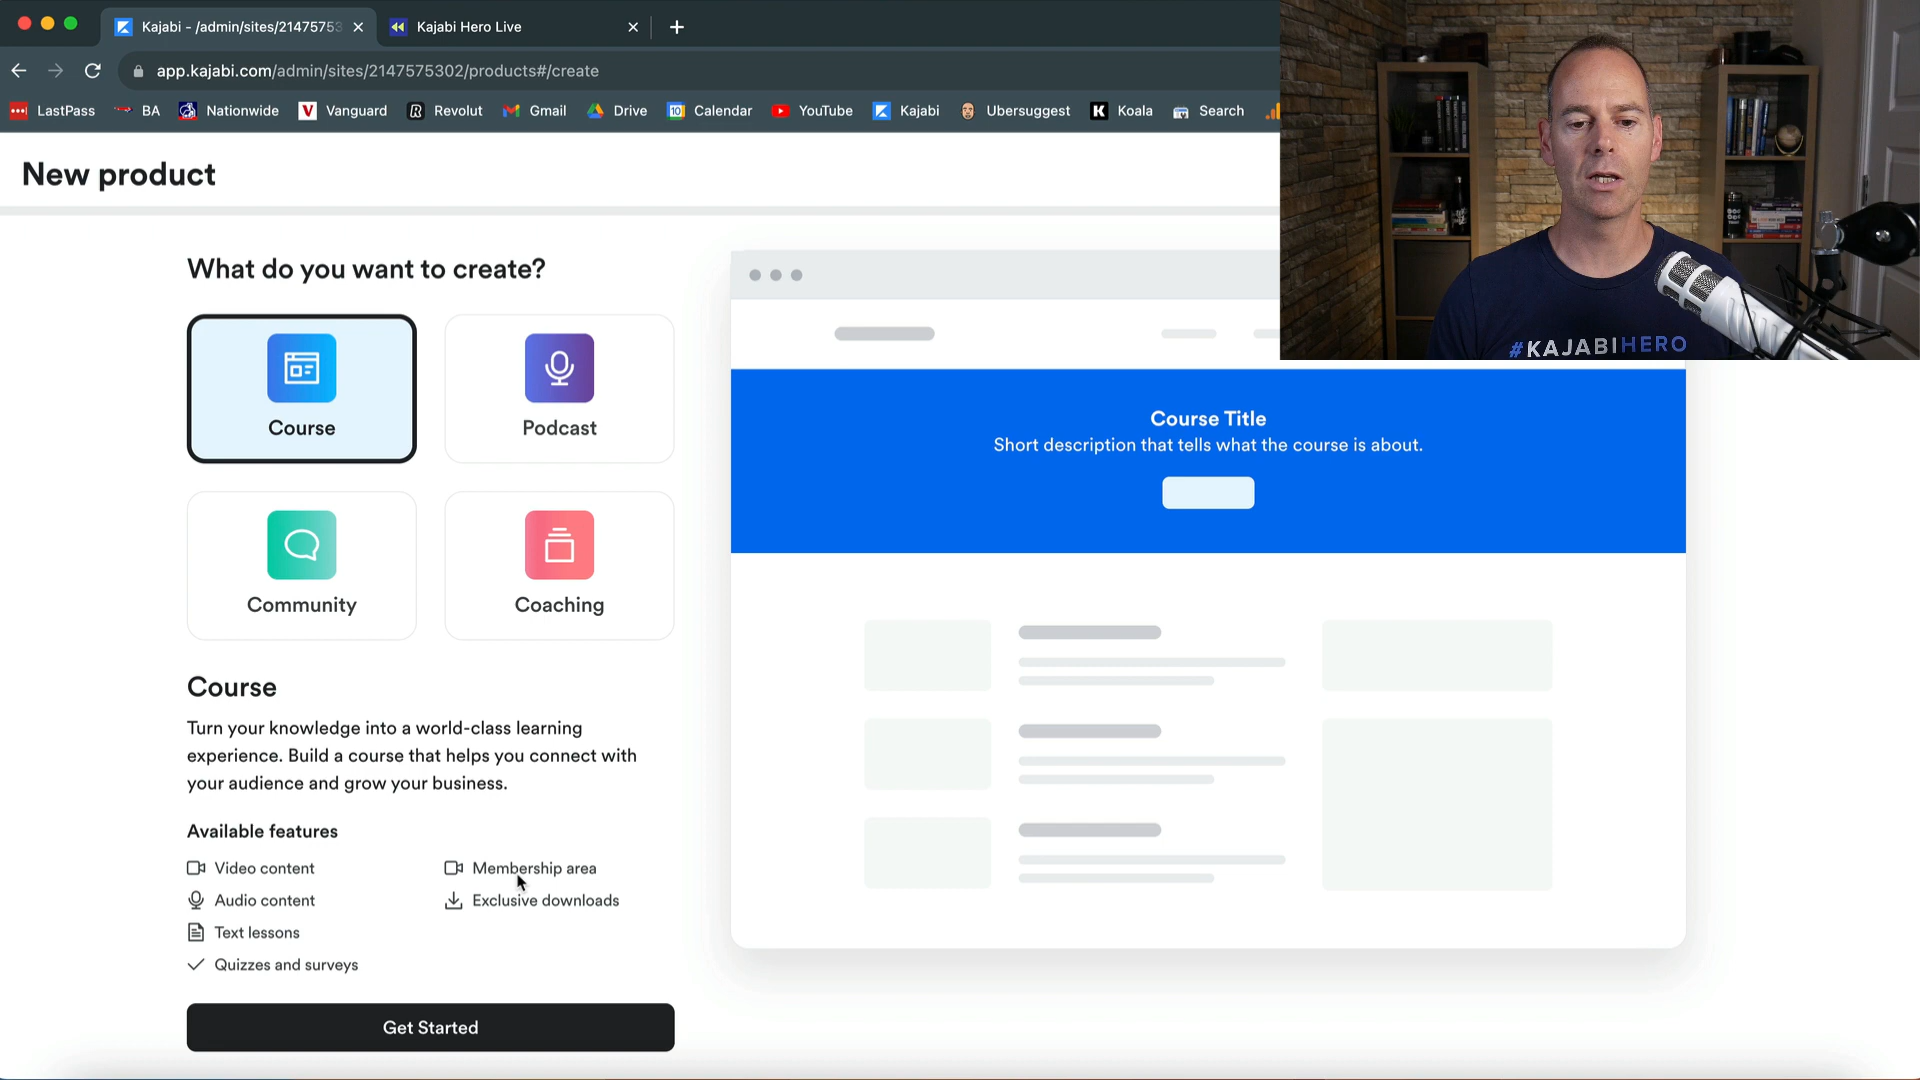 Kajabi - /admin/sites/21475753
Kajabi Hero Live
app.kajabi.com/admin/sites/2147575302/products#/create
LastPass
BA
Nationwide
Vanguard
Revolut
Gmail
Drive
Calendar
YouTube
Kajabi
Ubersuggest
Koala
Search
New product
What do you want to create?
Course
Podcast
Community
Coaching
Course
Turn your knowledge into a world-class learning
experience. Build a course that helps you connect with
your audience and grow your business.
Available features
Video content
Membership area
Audio content
Exclusive downloads
Text lessons
Quizzes and surveys
Get Started
Course Title
Short description that tells what the course is about.
#KAJABIHERO